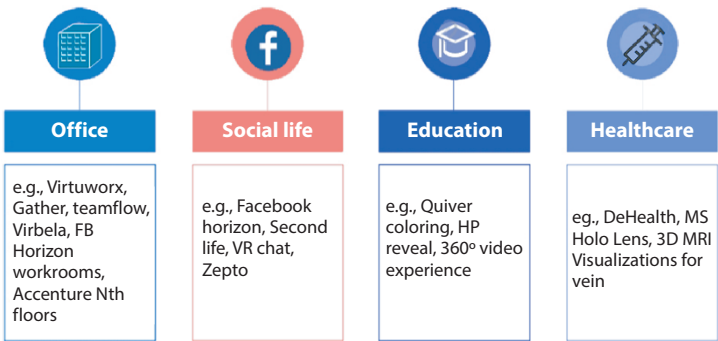 Office
e.g., Virtuworx,
Gather, teamflow,
Virbela, FB
Horizon
workrooms,
Accenture Nth
floors
Social life
e.g., Facebook
horizon, Second
life, VR chat,
Zepto
Education
e.g., Quiver
coloring, HP
reveal, 360º video
experience
Healthcare
eg., DeHealth, MS
Holo Lens, 3D MRI
Visualizations for
vein